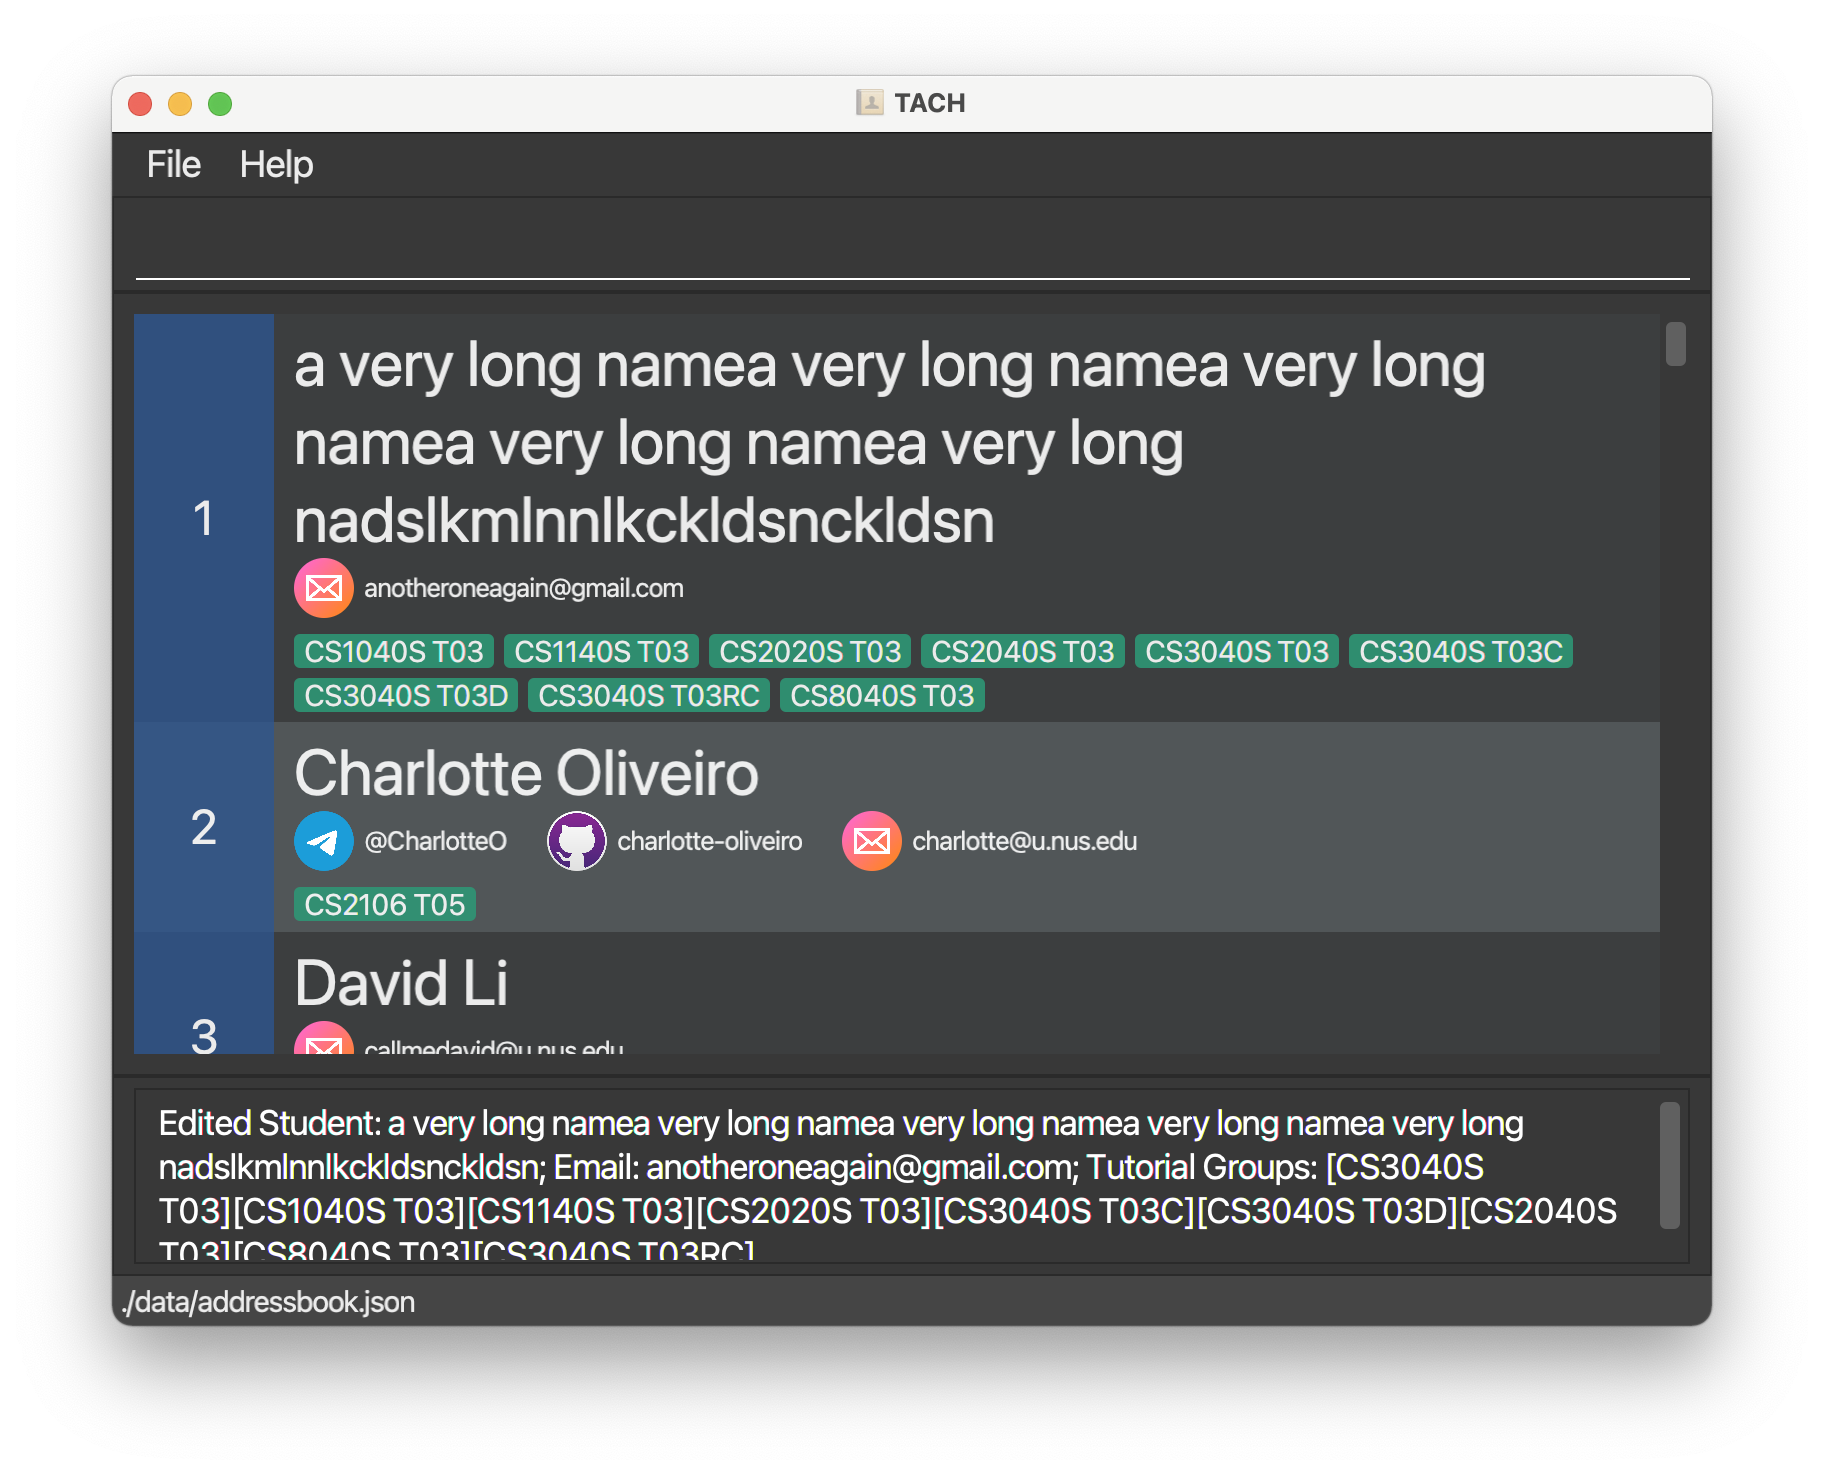 TACH
File Help
1
a very long namea very long namea very long
namea very long namea very long
nadslkmlnnlkckldsnckldsn
anotheroneagain@gmail.com
CS1040S T03 CS1140S T03 CS2020S T03 CS2040S T03 CS3040S T03 CS3040S T03C
CS3040S T03D CS3040S T03RC CS8040S T03
2
Charlotte Oliveiro
@CharlotteO charlotte-oliveiro charlotte@u.nus.edu
CS2106 T05
3
David Li
callmedavid@u.nus.edu
Edited Student: a very long namea very long namea very long namea very long namea very long
nadslkmlnnlkckldsnckldsn; Email: anotheroneagain@gmail.com; Tutorial Groups: [CS3040S
T03][CS1040S T03][CS1140S T03][CS2020S T03][CS3040S T03C][CS3040S T03D][CS2040S
T03][CS8040S T03][CS3040S T03RC]
./data/addressbook.json